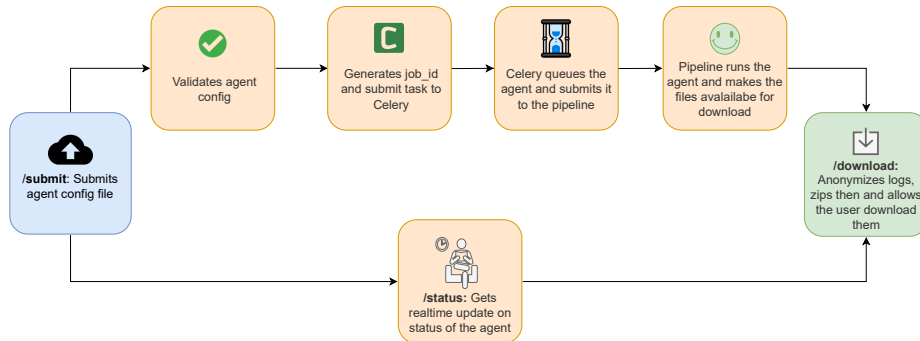 Validates agent
config
C
Generates job_id
and submit task to
Celery
Celery queues the
agent and submits it
to the pipeline
Pipeline runs the
agent and makes the
files avalailabe for
download
/submit: Submits
agent config file
/download:
Anonymizes logs,
zips then and allows
the user download
them
/status: Gets
realtime update on
status of the agent